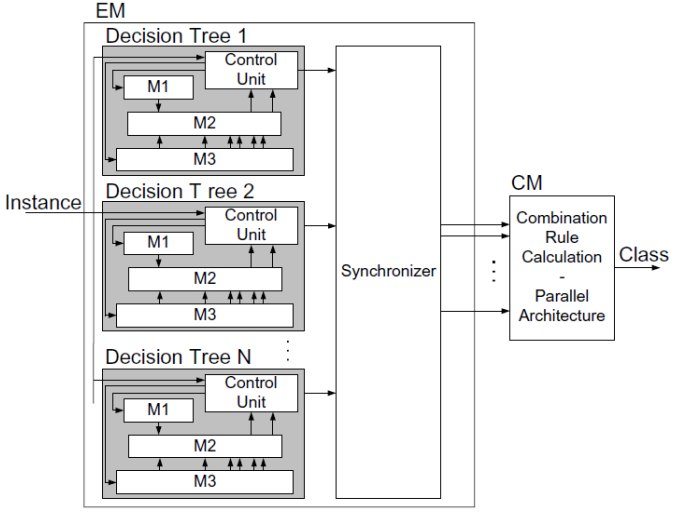 EM
Decision Tree 1
Control
Unit
M1
M2
M3
Decision T ree 2
Instance
Control
Unit
M1
M2
M3
Decision Tree N
Control
Unit
M1
M2
M3
Synchronizer
CM
Combination
Rule
Calculation
-
Parallel
Architecture
Class